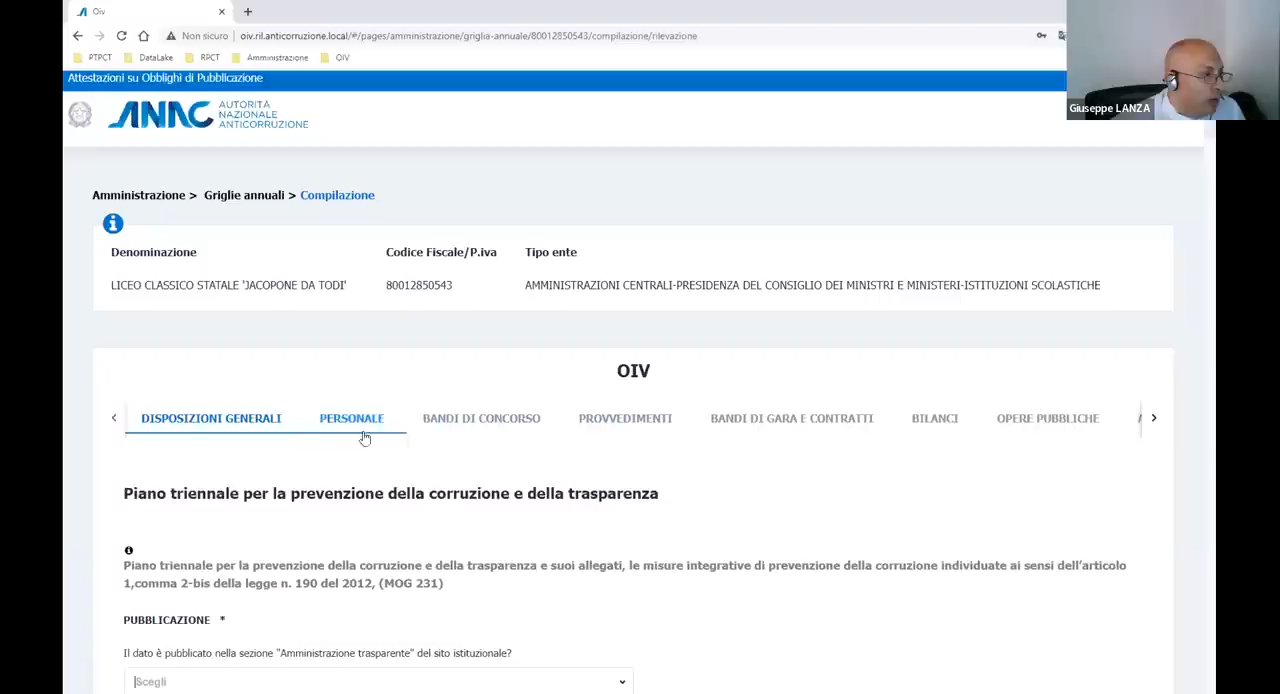 Oiv
Non sicuro
oiv.ril.anticorruzione.local/#/pages/amministrazione/griglia-annuale/80012850543/compilazione/rilevazione
PTPCT DataLake RPCT Amministrazione OIV
Attestazioni su Obblighi di Pubblicazione
Giuseppe LANZA
ANAC
AUTORITÀ
NAZIONALE
ANTICORRUZIONE
Amministrazione > Griglie annuali > Compilazione
Denominazione Codice Fiscale/P.iva Tipo ente
LICEO CLASSICO STATALE 'JACOPONE DA TODI' 80012850543 AMMINISTRAZIONI CENTRALI-PRESIDENZA DEL CONSIGLIO DEI MINISTRI E MINISTERI-ISTITUZIONI SCOLASTICHE
OIV
DISPOSIZIONI GENERALI PERSONALE BANDI DI CONCORSO PROVVEDIMENTI BANDI DI GARA E CONTRATTI BILANCI OPERE PUBBLICHE
Piano triennale per la prevenzione della corruzione e della trasparenza
Piano triennale per la prevenzione della corruzione e della trasparenza e suoi allegati, le misure integrative di prevenzione della corruzione individuate ai sensi dell'articolo
1,comma 2-bis della legge n. 190 del 2012, (MOG 231)
PUBBLICAZIONE *
Il dato è pubblicato nella sezione "Amministrazione trasparente" del sito istituzionale?
Scegli